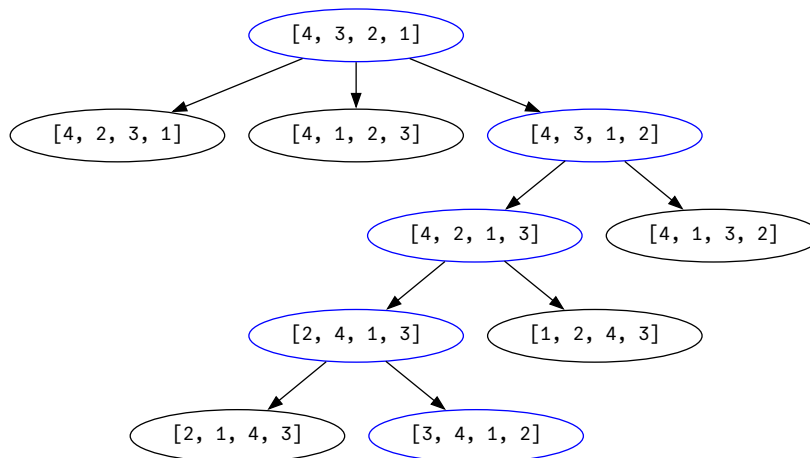 [4, 3, 2, 1]
[4, 2, 3, 1]
[4, 1, 2, 3]
[4, 3, 1, 2]
[4, 2, 1, 3]
[4, 1, 3, 2]
[2, 4, 1, 3]
[1, 2, 4, 3]
[2, 1, 4, 3]
[3, 4, 1, 2]